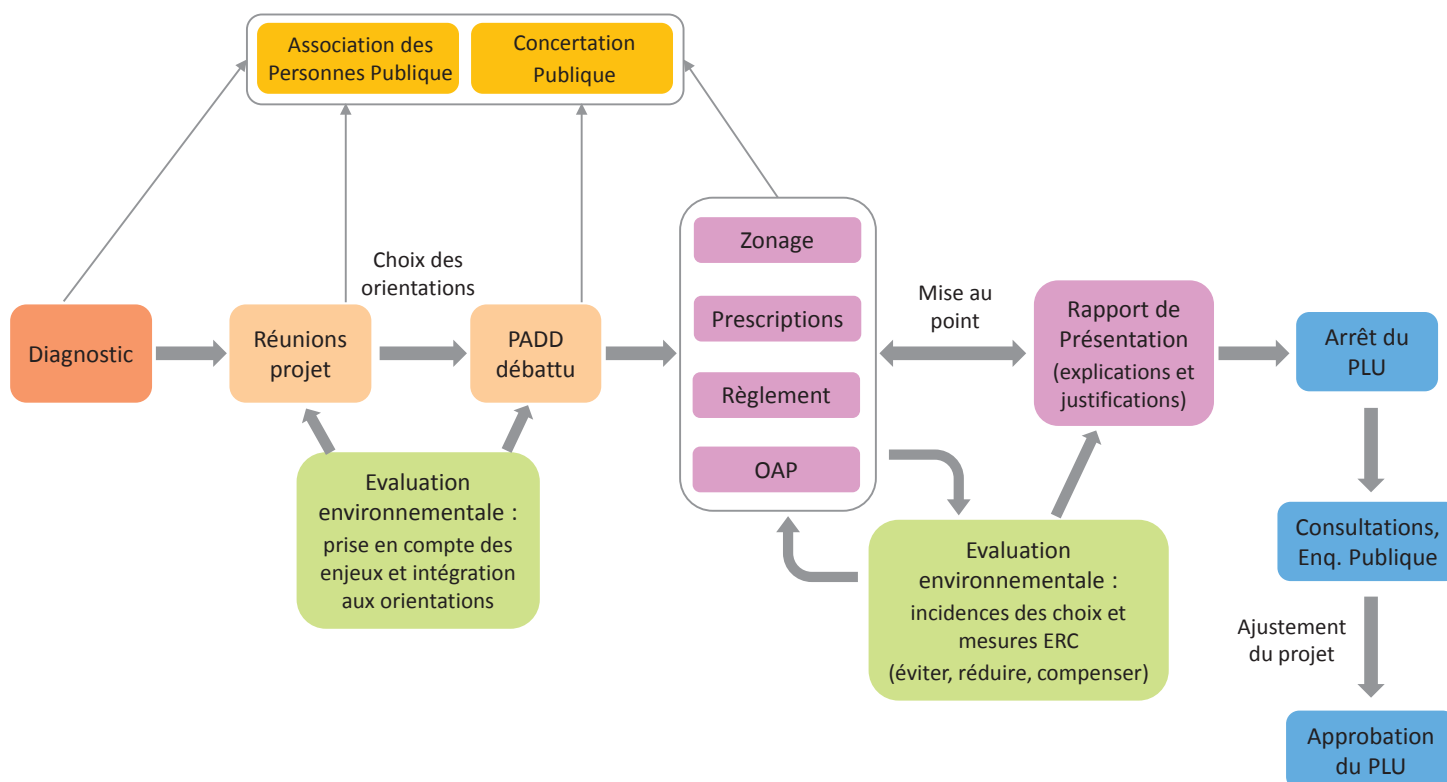 Association des
Personnes Publique
Concertation
Publique
Choix des
orientations
Diagnostic
Réunions
projet
PADD
débattu
Zonage
Prescriptions
Règlement
OAP
Mise au
point
Rapport de
Présentation
(explications et
justifications)
Arrêt du
PLU
Evaluation
environnementale :
prise en compte des
enjeux et intégration
aux orientations
Evaluation
environnementale :
incidences des choix et
mesures ERC
(éviter, réduire, compenser)
Consultations,
Enq. Publique
Ajustement
du projet
Approbation
du PLU